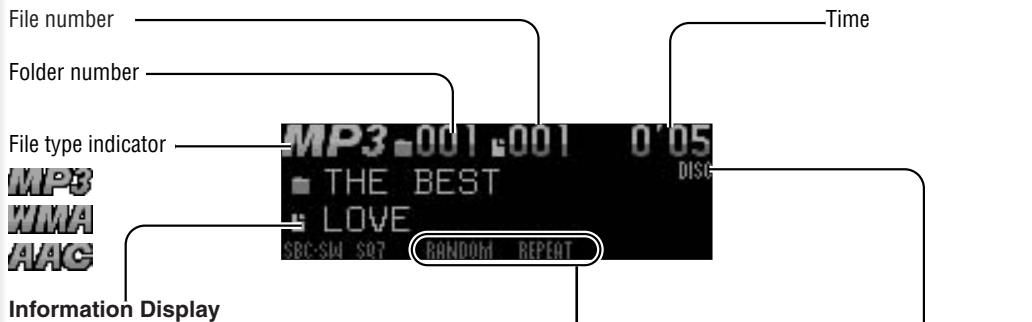 File number
Time
Folder number
File type indicator
MP3 001 001 0'05
DISC
THE BEST
LOVE
SBC-SW SQ7 RANDOM REPEAT
MP3
WMA
AAC
Information Display